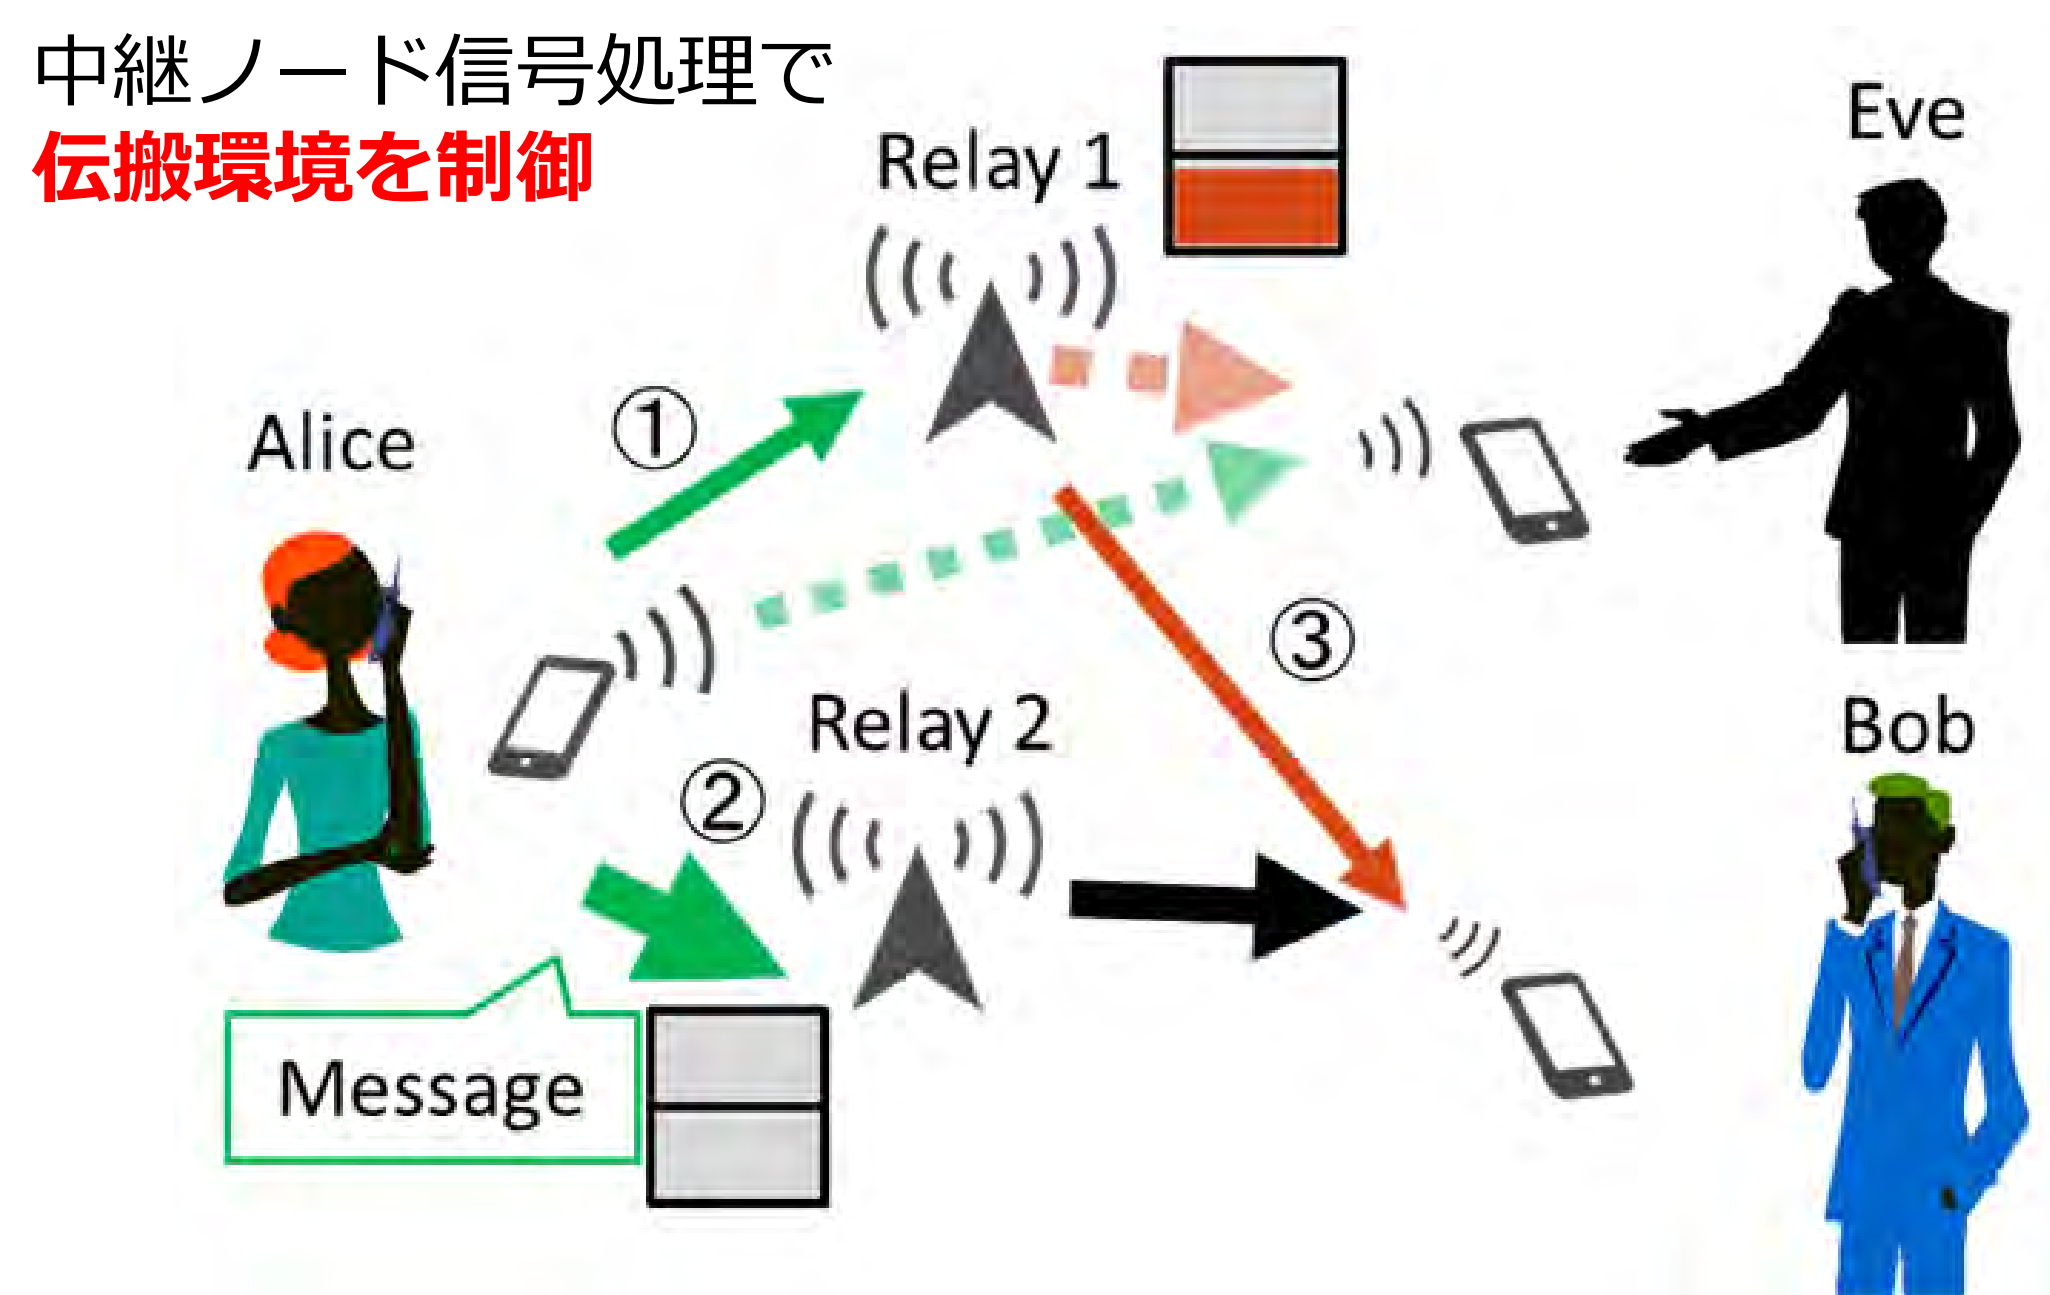 中継ノード信号処理で
伝搬環境を制御
Relay 1
Eve
Alice
①
③
Relay 2
Bob
②
Message